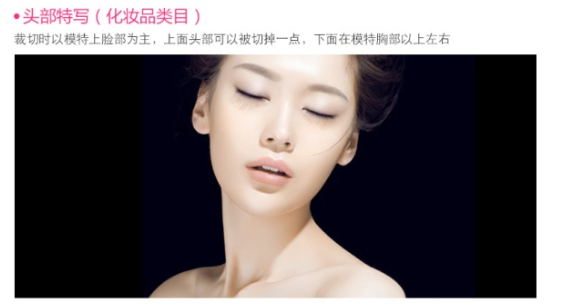 •头部特写（化妆品类目）
裁切时以模特上脸部为主，上面头部可以被切掉一点，下面在模特胸部以上左右